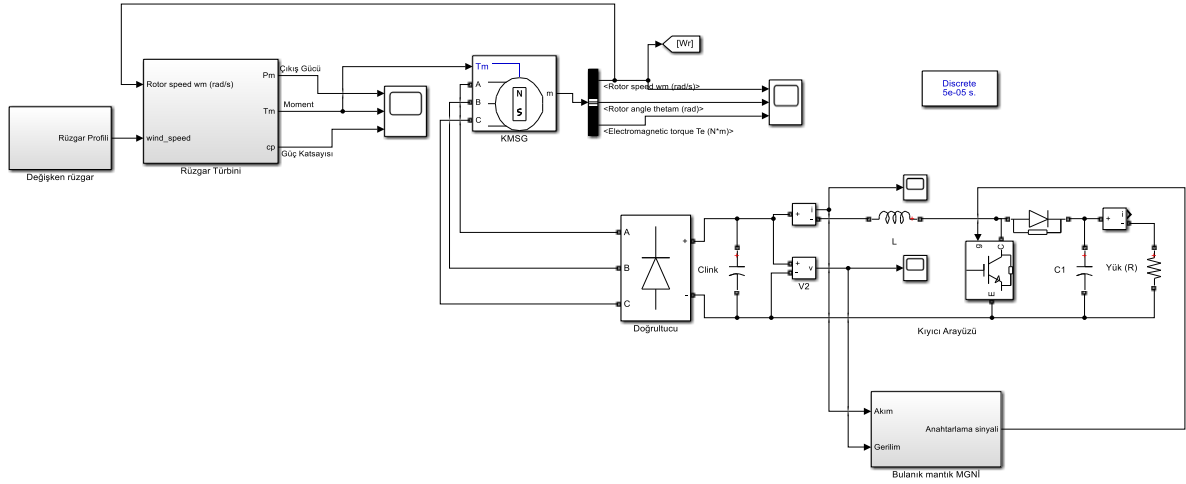 [Wr]
Rotor speed wm (rad/s)
wind_speed
Pm
Tm
cp
Çıkış Gücü
Moment
Güç Katsayısı
Rüzgar Türbini
Rüzgar Profili
Değişken rüzgar
Tm
A
B
C
m
N
S
KMSG
<Rotor speed wm (rad/s)>
<Rotor angle thetam (rad)>
<Electromagnetic torque Te (N*m)>
Discrete
5e-05 s.
A
B
C
+
-
Doğrultucu
Clink
+
+
-
i
+
-
v
V2
L
+
g
C
E
Kıyıcı Arayüzü
C1
+
+
i
-
Yük (R)
+
Akım
Gerilim
Anahtarlama sinyali
Bulanık mantık MGNİ